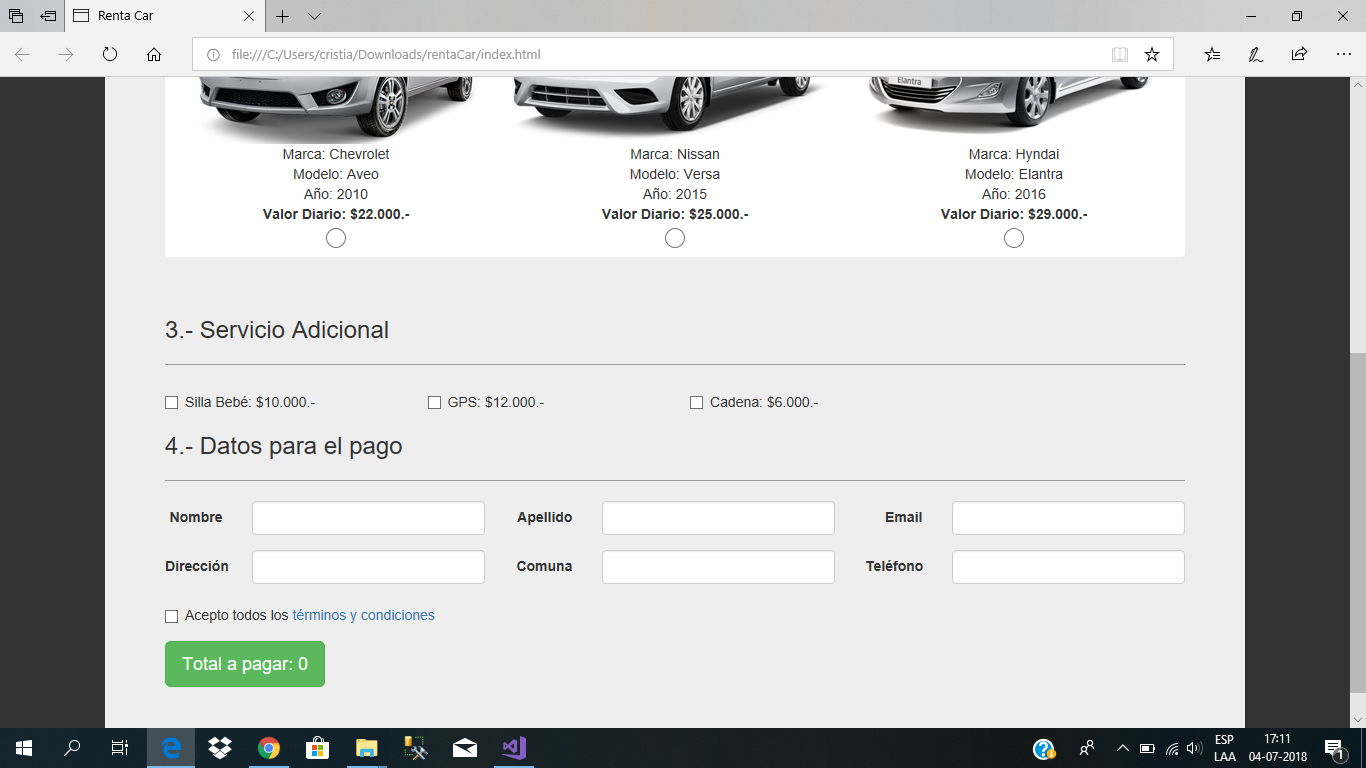 Renta Car
file:///C:/Users/cristia/Downloads/rentaCar/index.html
Elantra
Marca: Chevrolet
Modelo: Aveo
Año: 2010
Valor Diario: $22.000.-
Marca: Nissan
Modelo: Versa
Año: 2015
Valor Diario: $25.000.-
Marca: Hyndai
Modelo: Elantra
Año: 2016
Valor Diario: $29.000.-
3.- Servicio Adicional
Silla Bebé: $10.000.-
GPS: $12.000.-
Cadena: $6.000.-
4.- Datos para el pago
Nombre
Apellido
Email
Dirección
Comuna
Teléfono
Acepto todos los términos y condiciones
Total a pagar: 0
ESP
LAA
17:11
04-07-2018
1